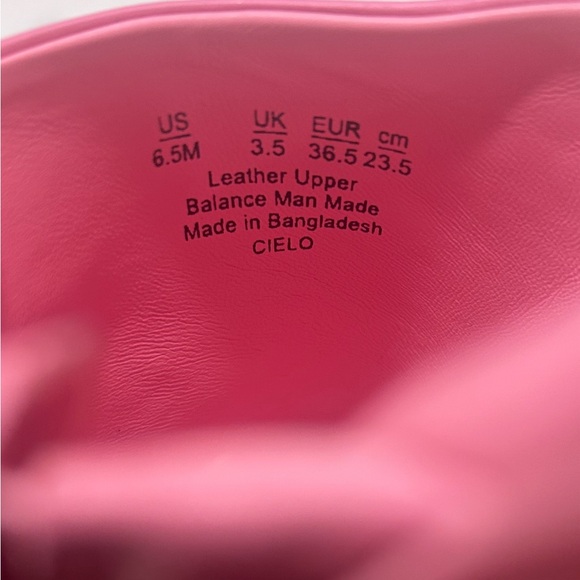 US UK EUR cm
6.5M 3.5 36.5 23.5
Leather Upper
Balance Man Made
Made in Bangladesh
CIELO